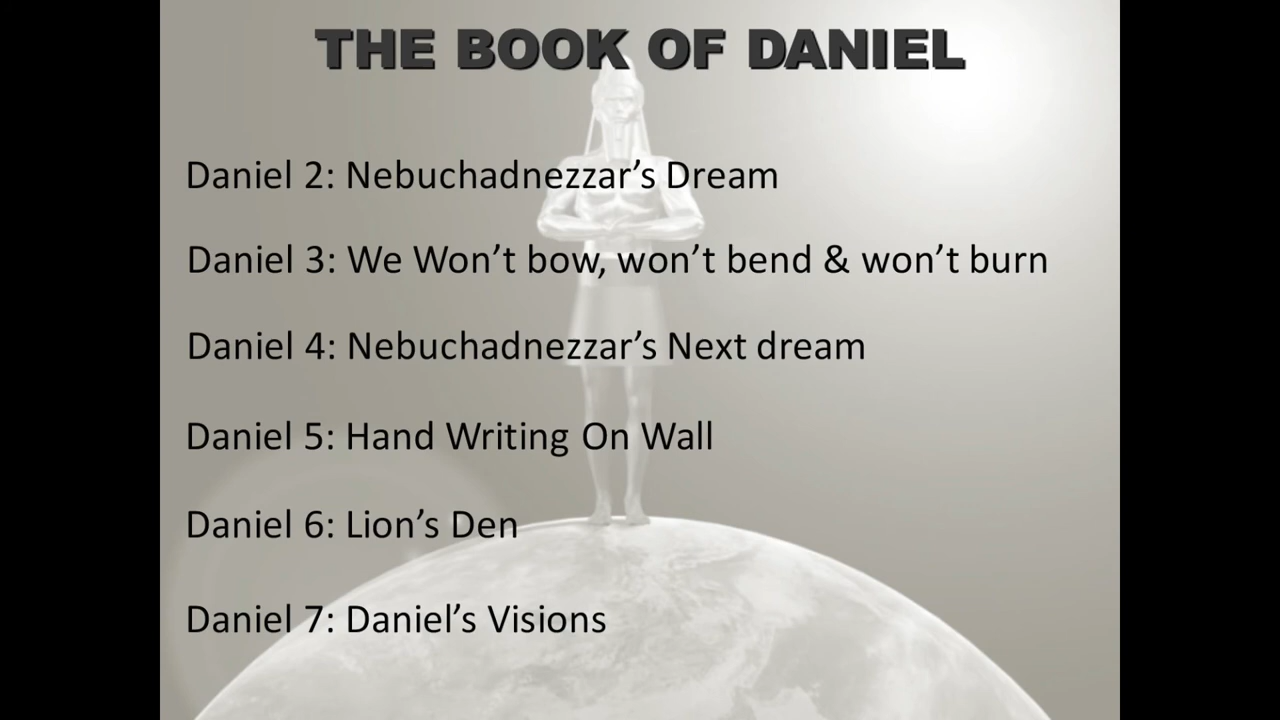 THE BOOK OF DANIEL
Daniel 2: Nebuchadnezzar’s Dream
Daniel 3: We Won’t bow, won’t bend & won’t burn
Daniel 4: Nebuchadnezzar’s Next dream
Daniel 5: Hand Writing On Wall
Daniel 6: Lion’s Den
Daniel 7: Daniel’s Visions